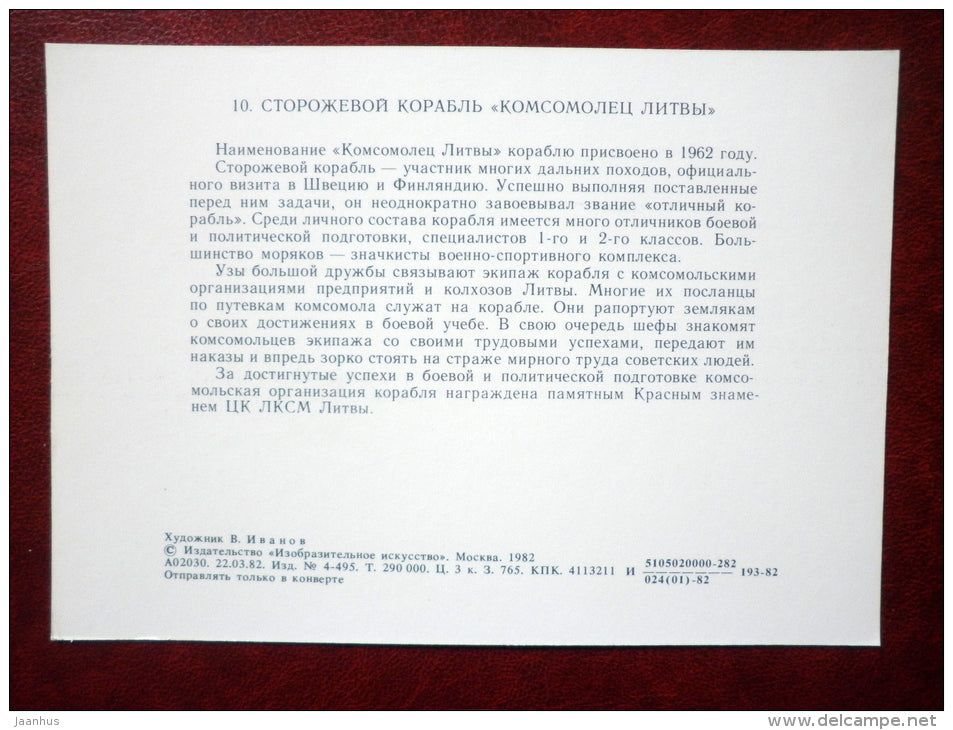 10. СТОРОЖЕВОЙ КОРАБЛЬ «КОМСОМОЛЕЦ ЛИТВЫ»
Наименование «Комсомолец Литвы» кораблю присвоено в 1962 году.
Сторожевой корабль — участник многих дальних походов, официаль-
ного визита в Швецию и Финляндию. Успешно выполняя поставленные
перед ним задачи, он неоднократно завоевывал звание «отличный ко-
рабль». Среди личного состава корабля имеется много отличников боевой
и политической подготовки, специалистов 1-го и 2-го классов. Боль-
шинство моряков — значкисты военно-спортивного комплекса.
Узы большой дружбы связывают экипаж корабля с комсомольскими
организациями предприятий и колхозов Литвы. Многие их посланцы
по путевкам комсомола служат на корабле. Они рапортуют землякам
о своих достижениях в боевой учебе. В свою очередь шефы знакомят
комсомольцев экипажа со своими трудовыми успехами, передают им
наказы и впредь зорко стоять на страже мирного труда советских людей.
За достигнутые успехи в боевой и политической подготовке комсо-
мольская организация корабля награждена памятным Красным знаме-
нем ЦК ЛКСМ Литвы.
Художник В. Иванов
© Издательство «Изобразительное искусство». Москва. 1982
А02030. 22.03.82. Изд. № 4-495. Т. 290 000. Ц. 3 к. З. 765. КПК. 4113211 И 5105020000-282 / 024(01)-82 193-82
Отправлять только в конверте
jaanhus
delcampe.net